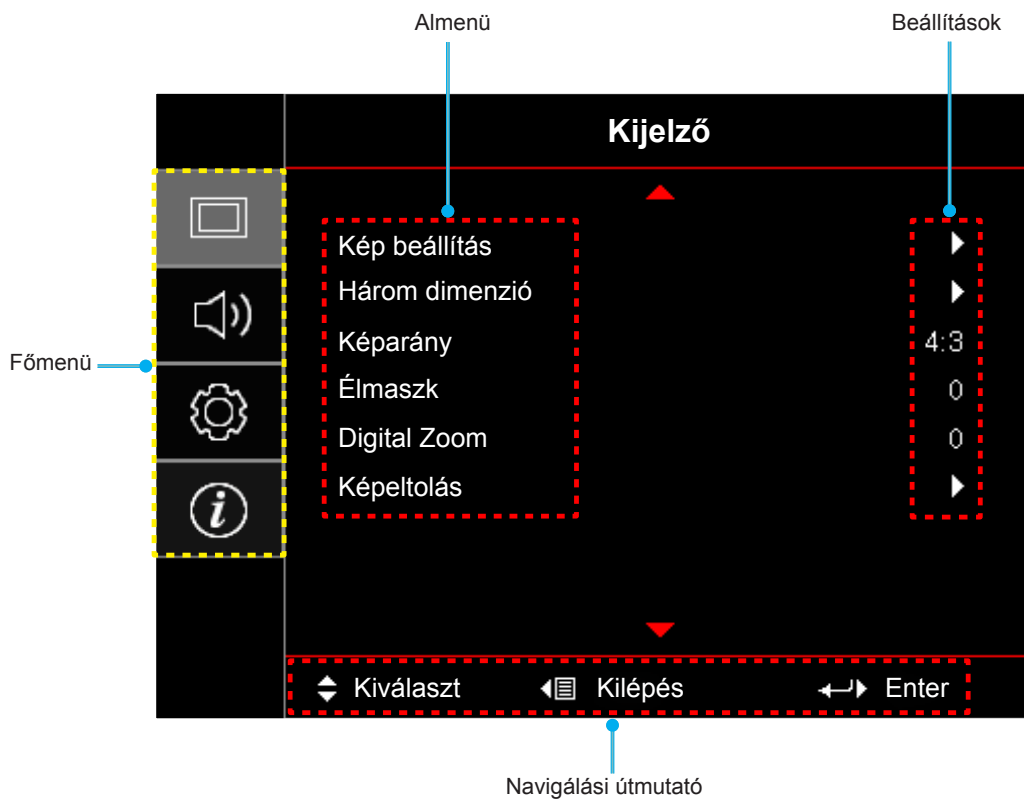 Almenü Beállítások
Kijelző
Kép beállítás
Három dimenzió
Képarány 4:3
Főmenü
Élmaszk 0
Digital Zoom 0
Képeltolás
Kiválaszt Kilépés Enter
Navigálási útmutató